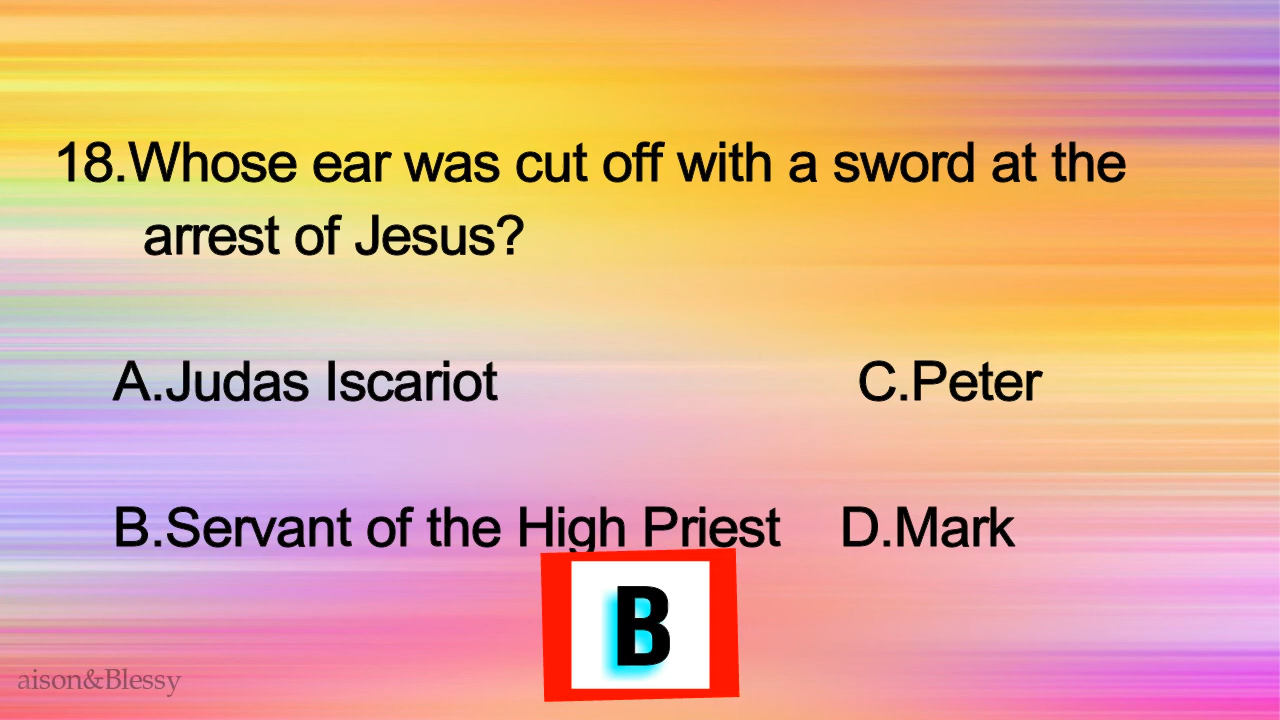 18.Whose ear was cut off with a sword at the
arrest of Jesus?
A.Judas Iscariot
C.Peter
B.Servant of the High Priest
D.Mark
B
aison&Blessy